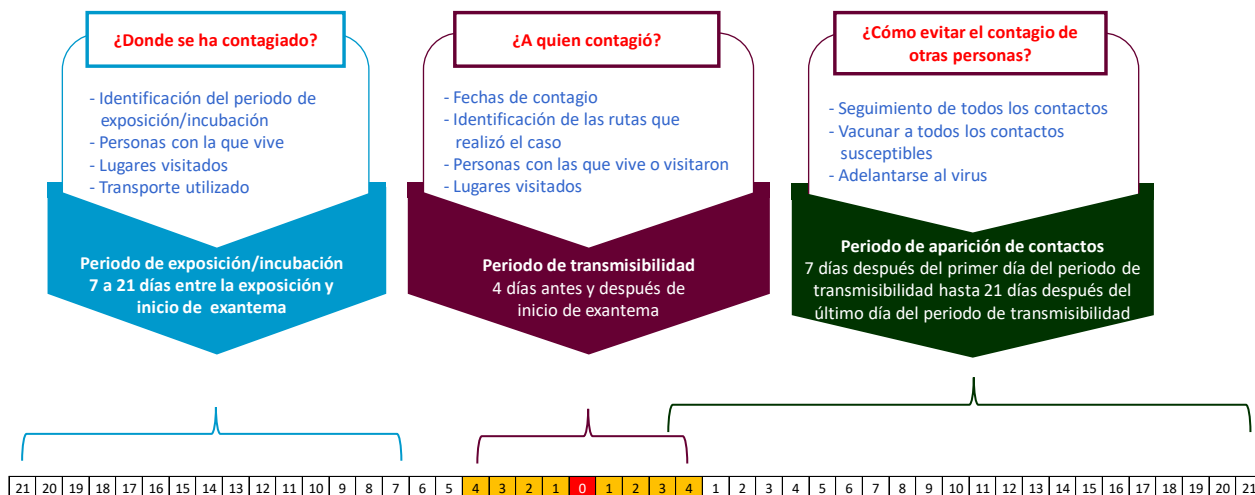 ¿Donde se ha contagiado?
- Identificación del periodo de
exposición/incubación
- Personas con la que vive
- Lugares visitados
- Transporte utilizado
Periodo de exposición/incubación
7 a 21 días entre la exposición y
inicio de exantema
¿A quien contagió?
- Fechas de contagio
- Identificación de las rutas que
realizó el caso
- Personas con las que vive o visitaron
- Lugares visitados
Periodo de transmisibilidad
4 días antes y después de
inicio de exantema
¿Cómo evitar el contagio de
otras personas?
- Seguimiento de todos los contactos
- Vacunar a todos los contactos
susceptibles
- Adelantarse al virus
Periodo de aparición de contactos
7 días después del primer día del periodo de
transmisibilidad hasta 21 días después del
último día del periodo de transmisibilidad
21 20 19 18 17 16 15 14 13 12 11 10 9 8 7 6 5 4 3 2 1 0 1 2 3 4 1 2 3 4 5 6 7 8 9 10 11 12 13 14 15 16 17 18 19 20 21